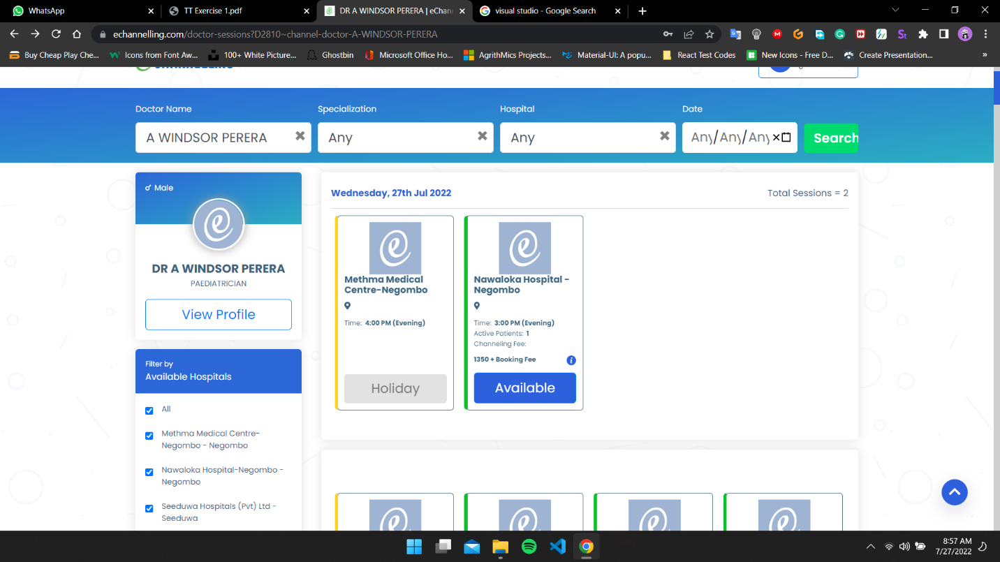 WhatsApp
TT Exercise 1.pdf
DR A WINDSOR PERERA | eChann
visual studio - Google Search
echannelling.com/doctor-sessions?D2810~channel-doctor-A-WINDSOR-PERERA
Buy Cheap Play Che...
Icons from Font Aw...
100+ White Picture...
Ghostbin
Microsoft Office Ho...
AgrithMics Projects...
Material-UI: A popu...
React Test Codes
New Icons - Free D...
Create Presentation...
»
Doctor Name
Specialization
Hospital
Date
A WINDSOR PERERA
Any
Any
Any/Any/Any
Search
Male
DR A WINDSOR PERERA
PAEDIATRICIAN
View Profile
Filter by
Available Hospitals
All
Methma Medical Centre-
Negombo - Negombo
Nawaloka Hospital-Negombo -
Negombo
Seeduwa Hospitals (Pvt) Ltd -
Seeduwa
Wednesday, 27th Jul 2022
Total Sessions = 2
Methma Medical
Centre-Negombo
Time: 4:00 PM (Evening)
Holiday
Nawaloka Hospital -
Negombo
Time: 3:00 PM (Evening)
Active Patients: 1
Channeling Fee:
1350 + Booking Fee
Available
8:57 AM
7/27/2022